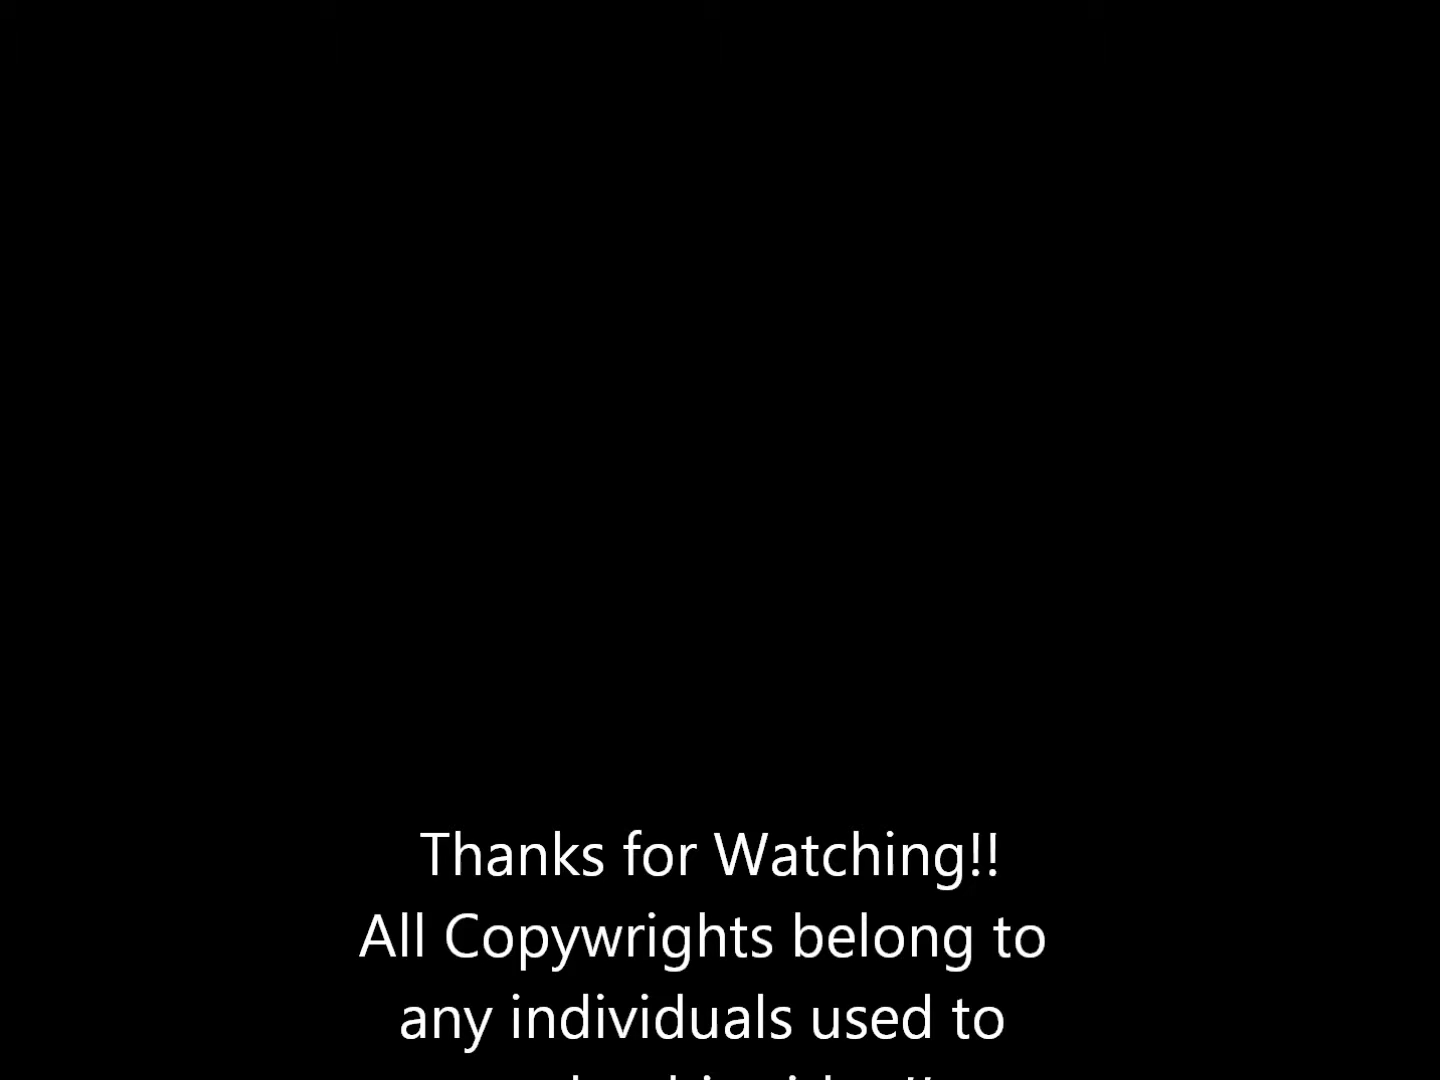 Thanks for Watching!!
All Copywrights belong to
any individuals used to